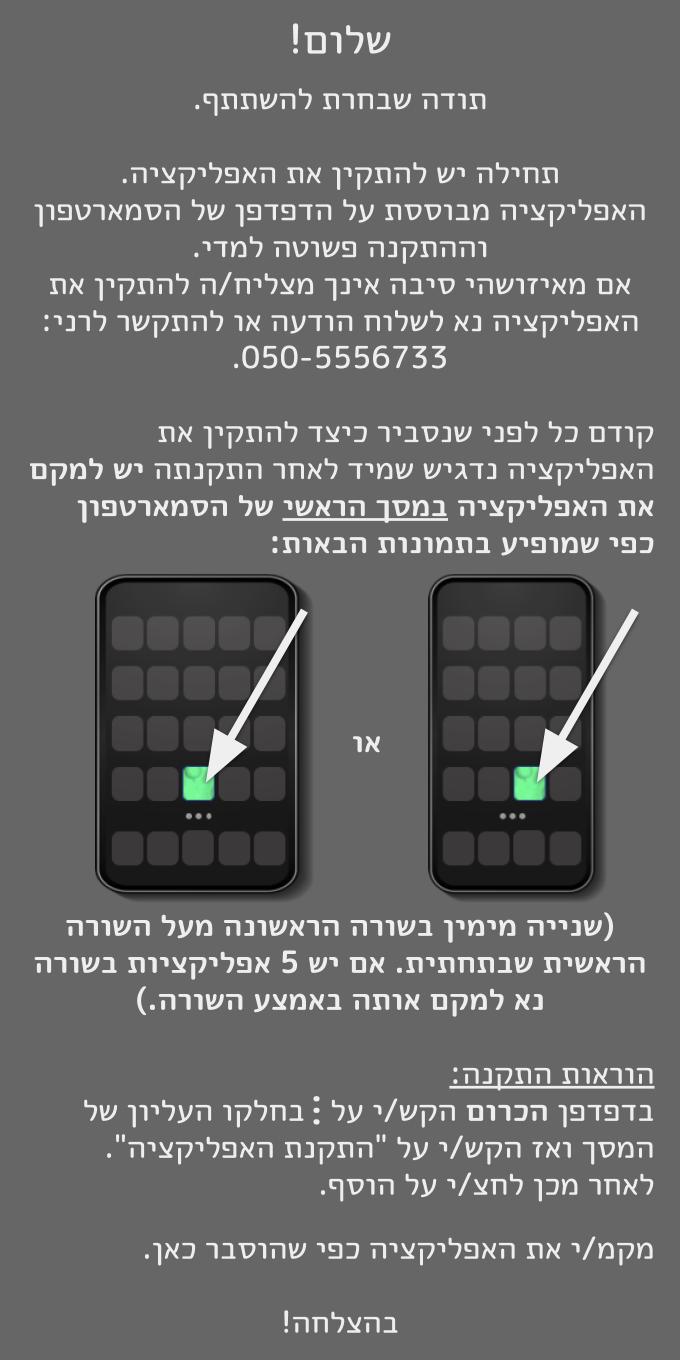 שלום!
תודה שבחרת להשתתף.
תחילה יש להתקין את האפליקציה.
האפליקציה מבוססת על הדפדפן של הסמארטפון
וההתקנה פשוטה למדי.
אם מאיזושהי סיבה אינך מצליח/ה להתקין את
האפליקציה נא לשלוח הודעה או להתקשר לרני:
050-5556733.
קודם כל לפני שנסביר כיצד להתקין את
האפליקציה נדגיש שמיד לאחר התקנתה יש למקם
את האפליקציה במסך הראשי של הסמארטפון
כפי שמופיע בתמונות הבאות:
או
(שנייה מימין בשורה הראשונה מעל השורה
הראשית שבתחתית. אם יש 5 אפליקציות בשורה
נא למקם אותה באמצע השורה.)
הוראות התקנה:
בדפדפן הכרום הקש/י על ⋮ בחלקו העליון של
המסך ואז הקש/י על "התקנת האפליקציה".
לאחר מכן לחצ/י על הוסף.
מקמ/י את האפליקציה כפי שהוסבר כאן.
בהצלחה!